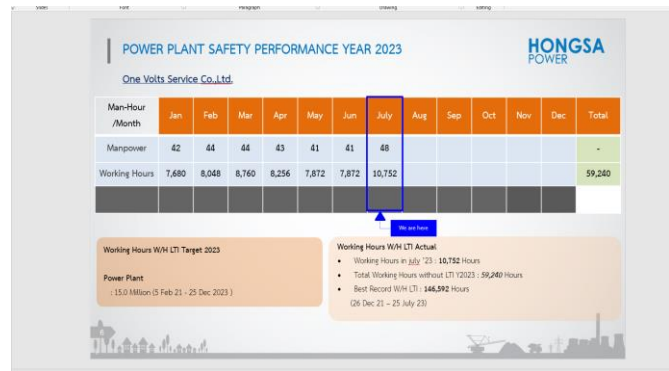 POWER PLANT SAFETY PERFORMANCE YEAR 2023
HONGSA
POWER
One Volts Service Co.,Ltd.
Man-Hour /Month Jan Feb Mar Apr May Jun July Aug Sep Oct Nov Dec Total
Manpower 42 44 44 43 41 41 48 -
Working Hours 7,680 8,048 8,760 8,256 7,872 7,872 10,752 59,240
We are here
Working Hours W/H LTI Target 2023
Power Plant
: 15.0 Million (5 Feb 21 - 25 Dec 2023 )
Working Hours W/H LTI Actual
• Working Hours in july '23 : 10,752 Hours
• Total Working Hours without LTI Y2023 : 59,240 Hours
• Best Record W/H LTI : 146,592 Hours
(26 Dec 21 – 25 July 23)